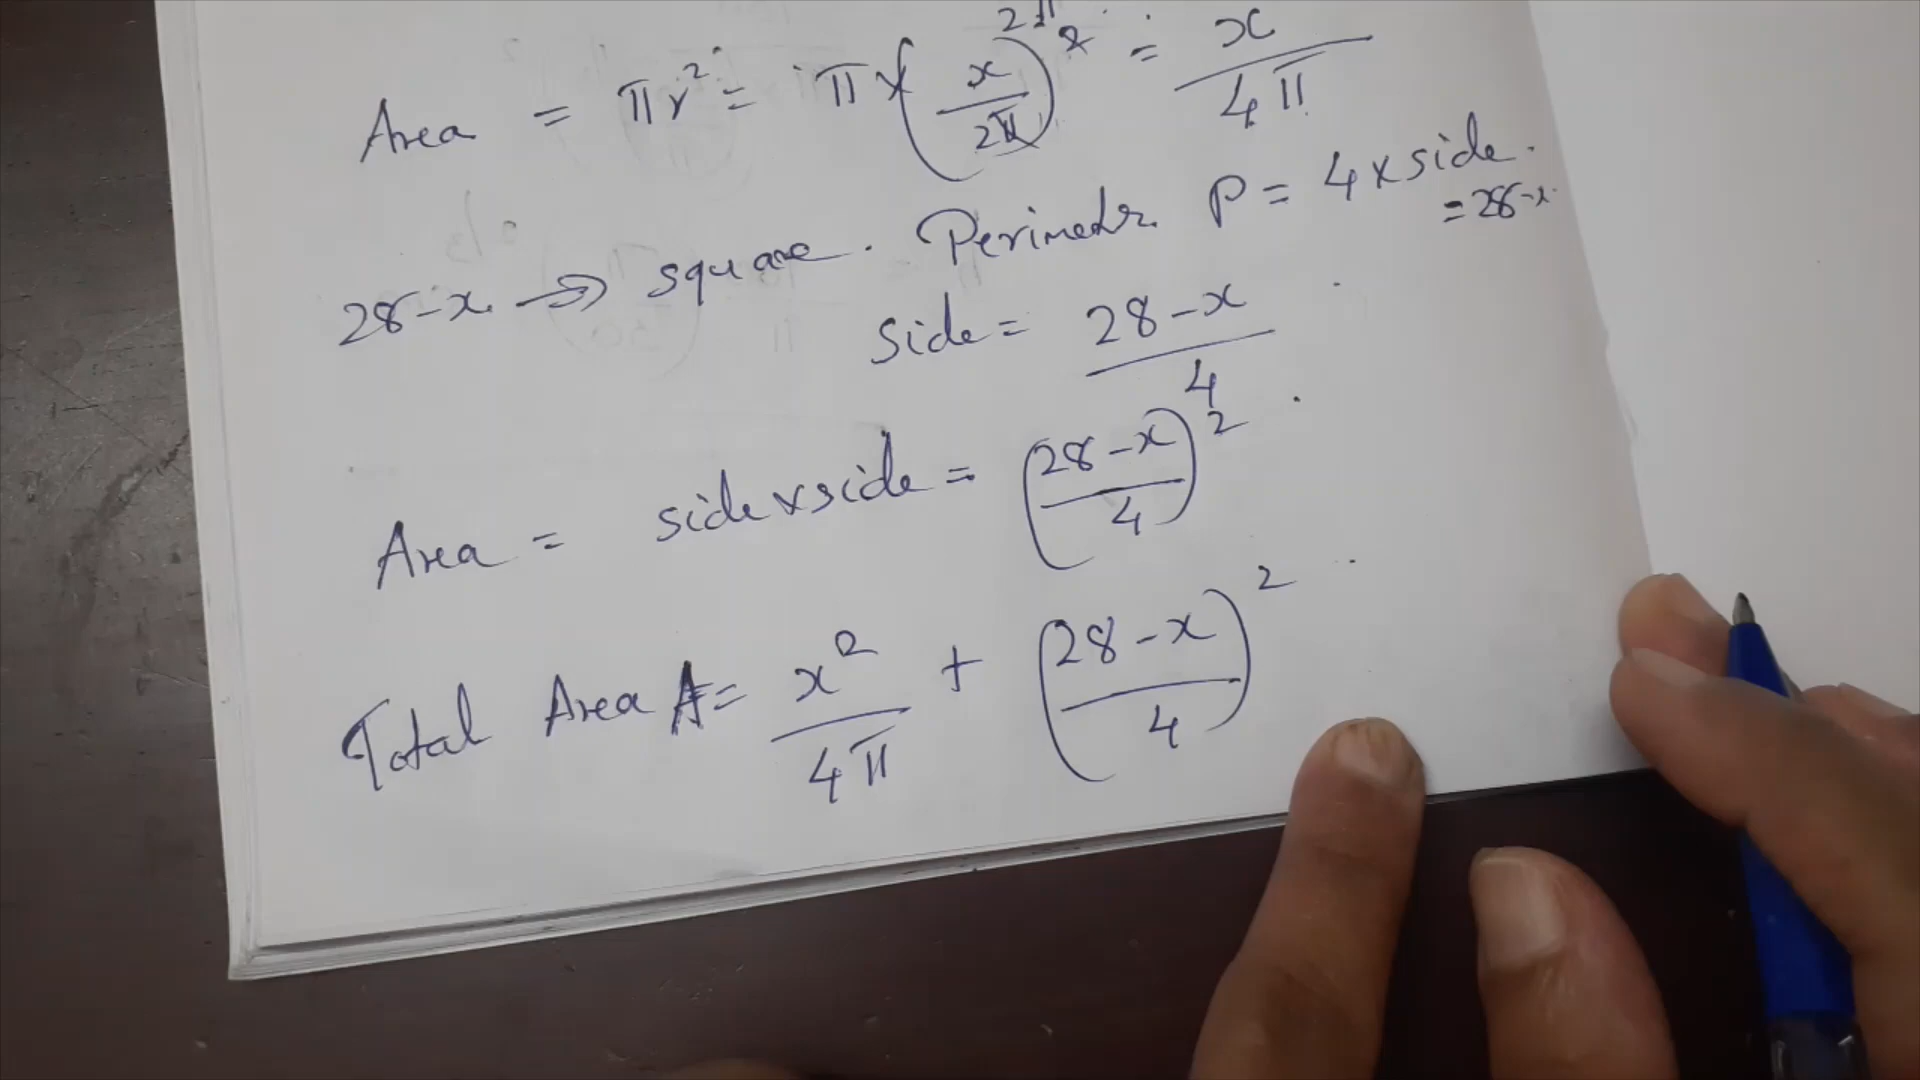 Area = πr² = π×(x/2π)² = x/4π
28-x → square. Perimeter P = 4×side.
= 28-x
Side = 28-x/4
Area = side×side = (28-x/4)²
Total Area A = x²/4π + (28-x/4)²